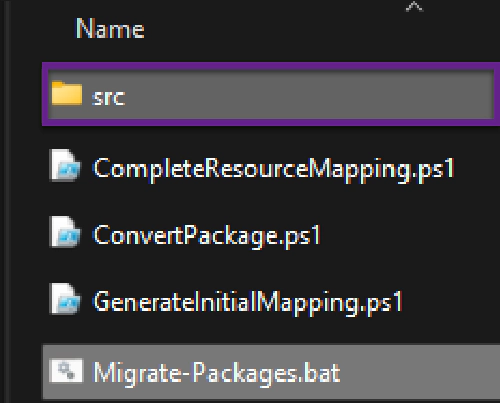 Name
src
CompleteResourceMapping.ps1
ConvertPackage.ps1
GenerateInitialMapping.ps1
Migrate-Packages.bat